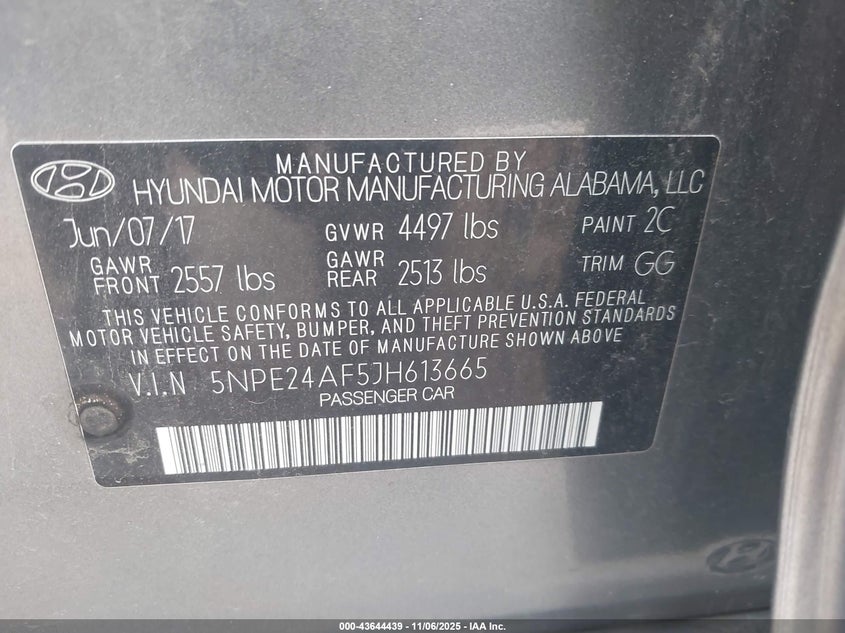 MANUFACTURED BY
HYUNDAI MOTOR MANUFACTURING ALABAMA, LLC
Jun/07/17 GVWR 4497 lbs PAINT 2C
GAWR FRONT 2557 lbs GAWR REAR 2513 lbs TRIM GG
THIS VEHICLE CONFORMS TO ALL APPLICABLE U.S.A. FEDERAL
MOTOR VEHICLE SAFETY, BUMPER, AND THEFT PREVENTION STANDARDS
IN EFFECT ON THE DATE OF MANUFACTURE SHOWN ABOVE
V.I.N 5NPE24AF5JH613665
PASSENGER CAR
000-43644439 - 11/06/2025 - IAA Inc.